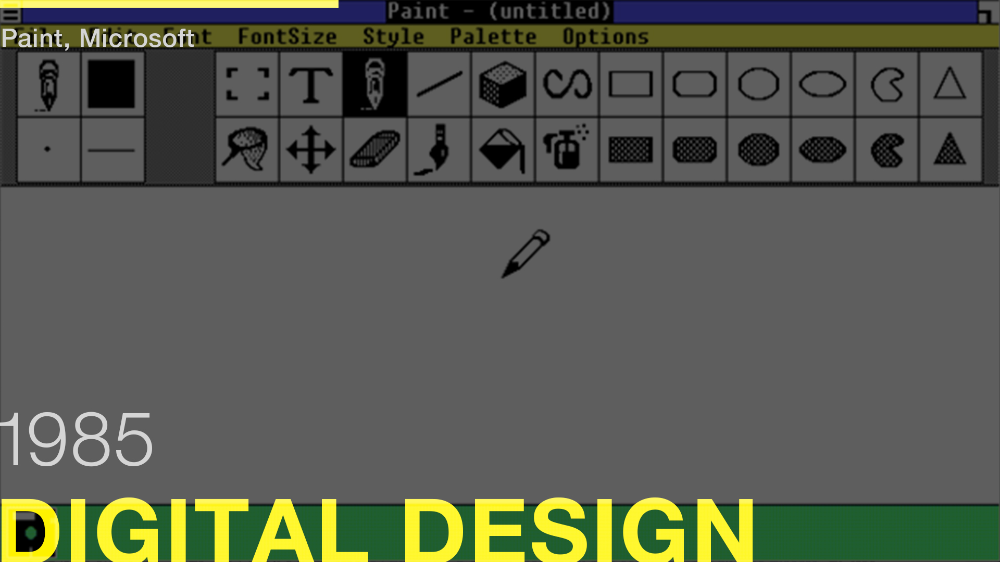 Paint - (untitled)
Paint, Microsoft
FontSize Style Palette Options
T
1985
DIGITAL DESIGN